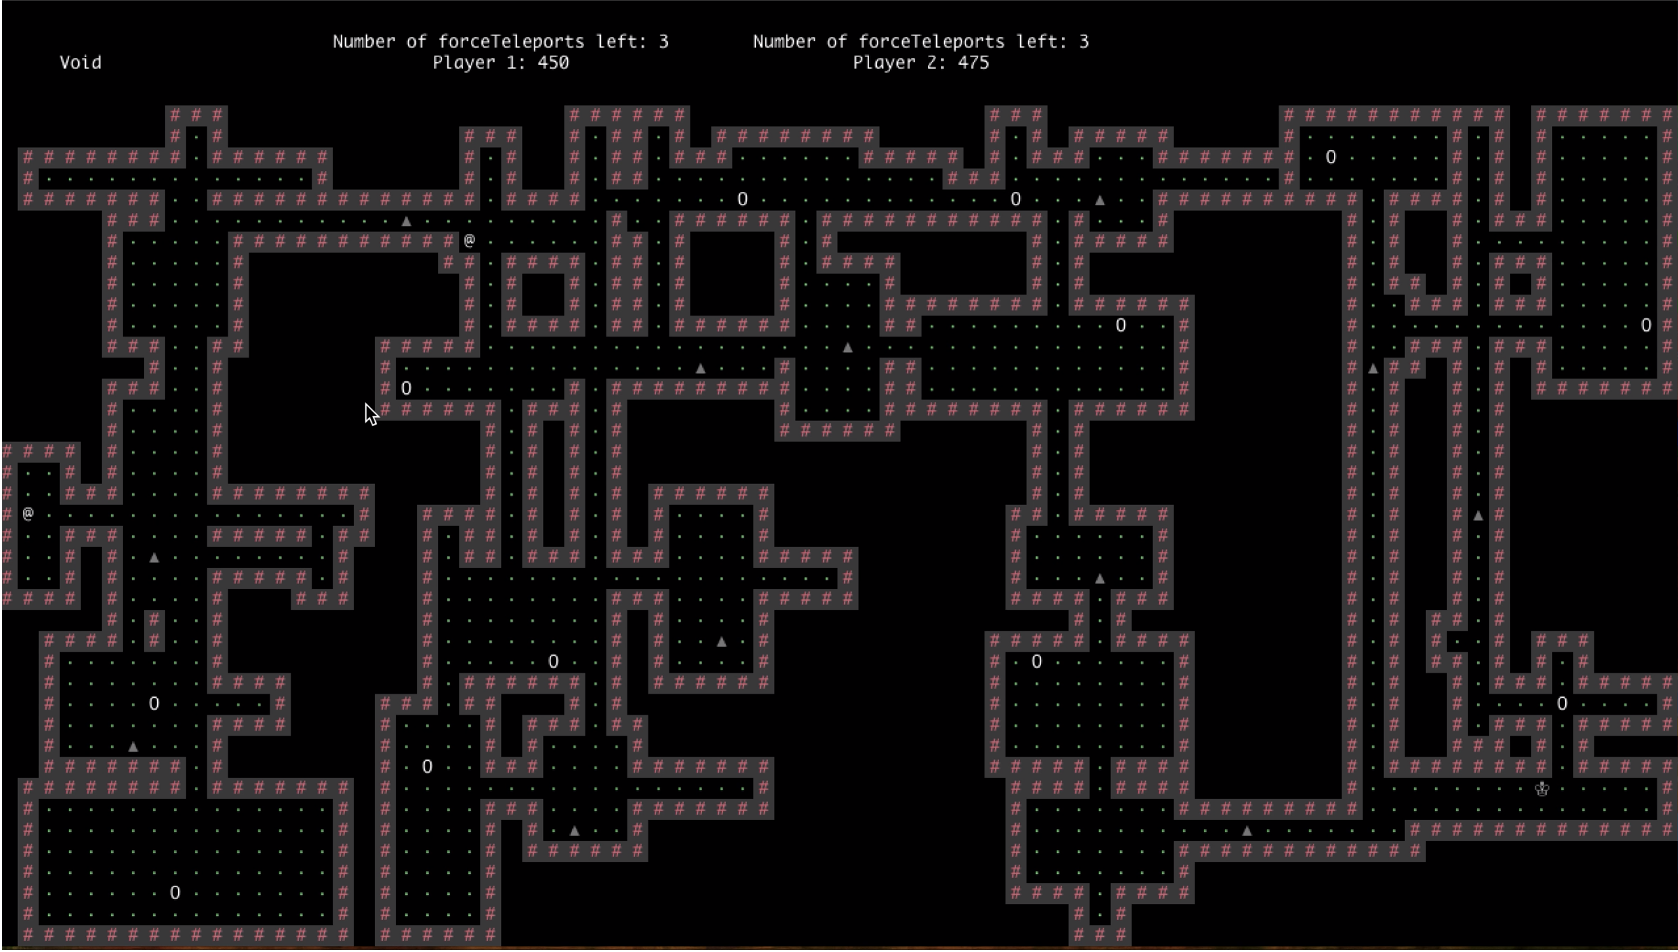 Number of forceTeleports left: 3 Number of forceTeleports left: 3
Void Player 1: 450 Player 2: 475